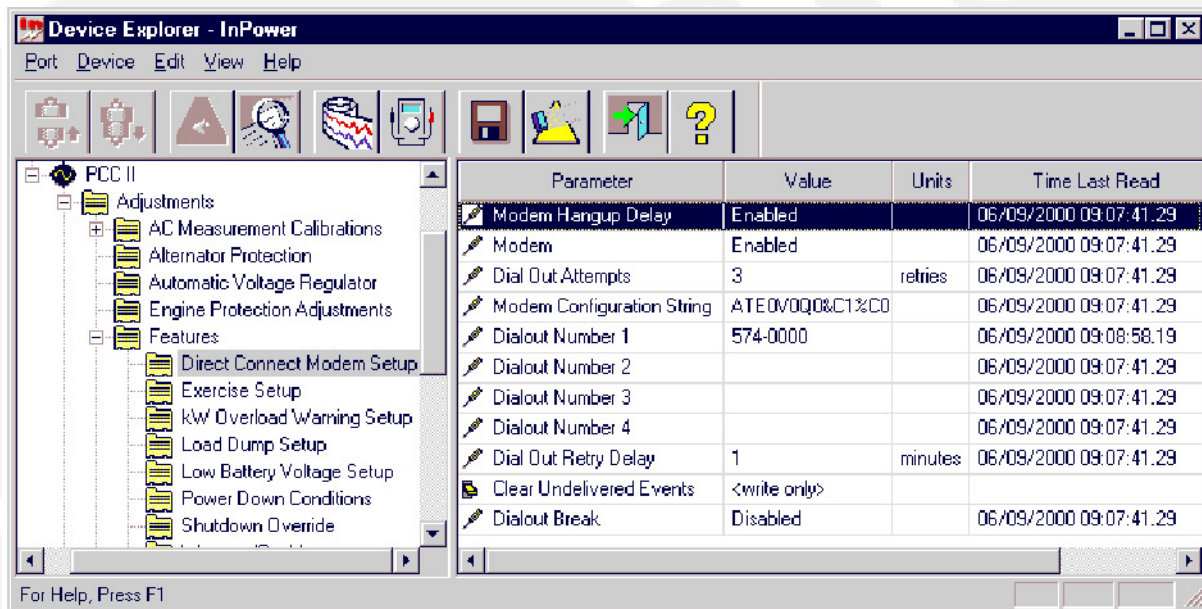 Device Explorer - InPower
Port Device Edit View Help
PCC II
Adjustments
AC Measurement Calibrations
Alternator Protection
Automatic Voltage Regulator
Engine Protection Adjustments
Features
Direct Connect Modem Setup
Exercise Setup
kW Overload Warning Setup
Load Dump Setup
Low Battery Voltage Setup
Power Down Conditions
Shutdown Override
Parameter Value Units Time Last Read
Modem Hangup Delay Enabled 06/09/2000 09:07:41.29
Modem Enabled 06/09/2000 09:07:41.29
Dial Out Attempts 3 retries 06/09/2000 09:07:41.29
Modem Configuration String ATE0V0Q0&C1%C0 06/09/2000 09:07:41.29
Dialout Number 1 574-0000 06/09/2000 09:08:58.19
Dialout Number 2 06/09/2000 09:07:41.29
Dialout Number 3 06/09/2000 09:07:41.29
Dialout Number 4 06/09/2000 09:07:41.29
Dial Out Retry Delay 1 minutes 06/09/2000 09:07:41.29
Clear Undelivered Events <write only>
Dialout Break Disabled 06/09/2000 09:07:41.29
For Help, Press F1